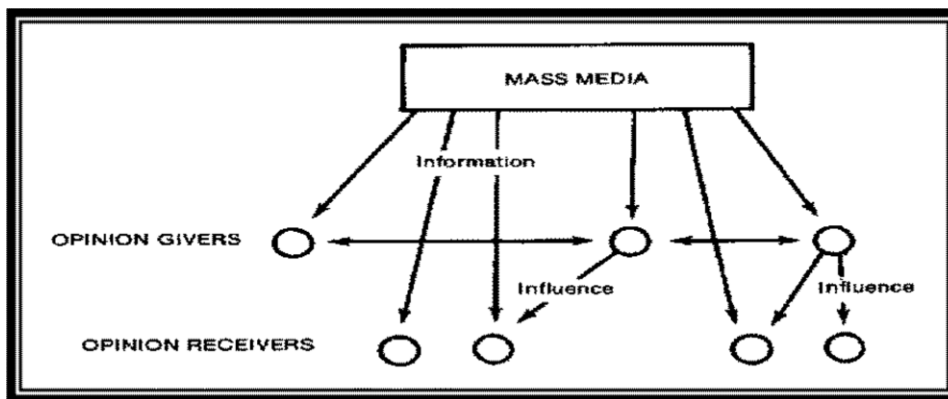 MASS MEDIA
Information
OPINION GIVERS
Influence
Influence
OPINION RECEIVERS